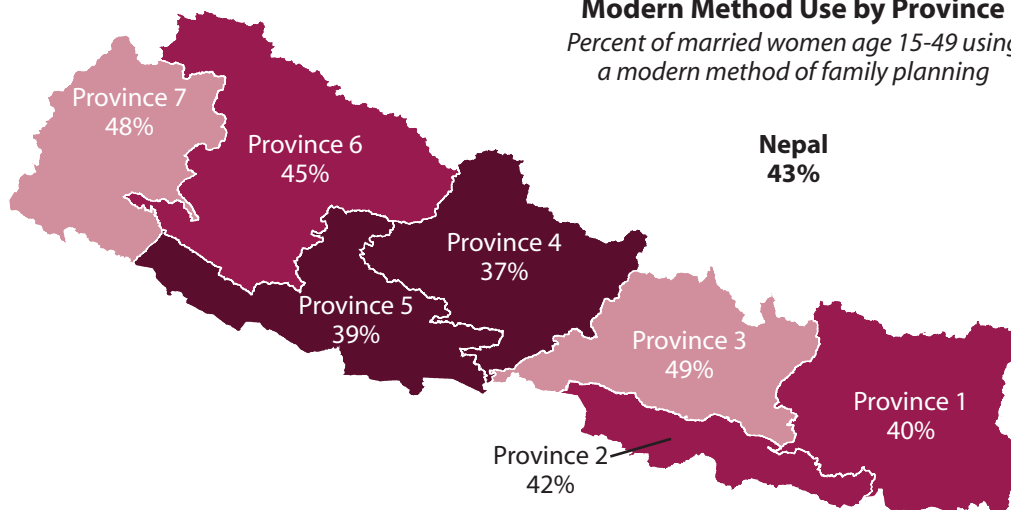 Modern Method Use by Province
Percent of married women age 15-49 using
a modern method of family planning
Nepal
43%
Province 7
48%
Province 6
45%
Province 4
37%
Province 5
39%
Province 3
49%
Province 1
40%
Province 2
42%